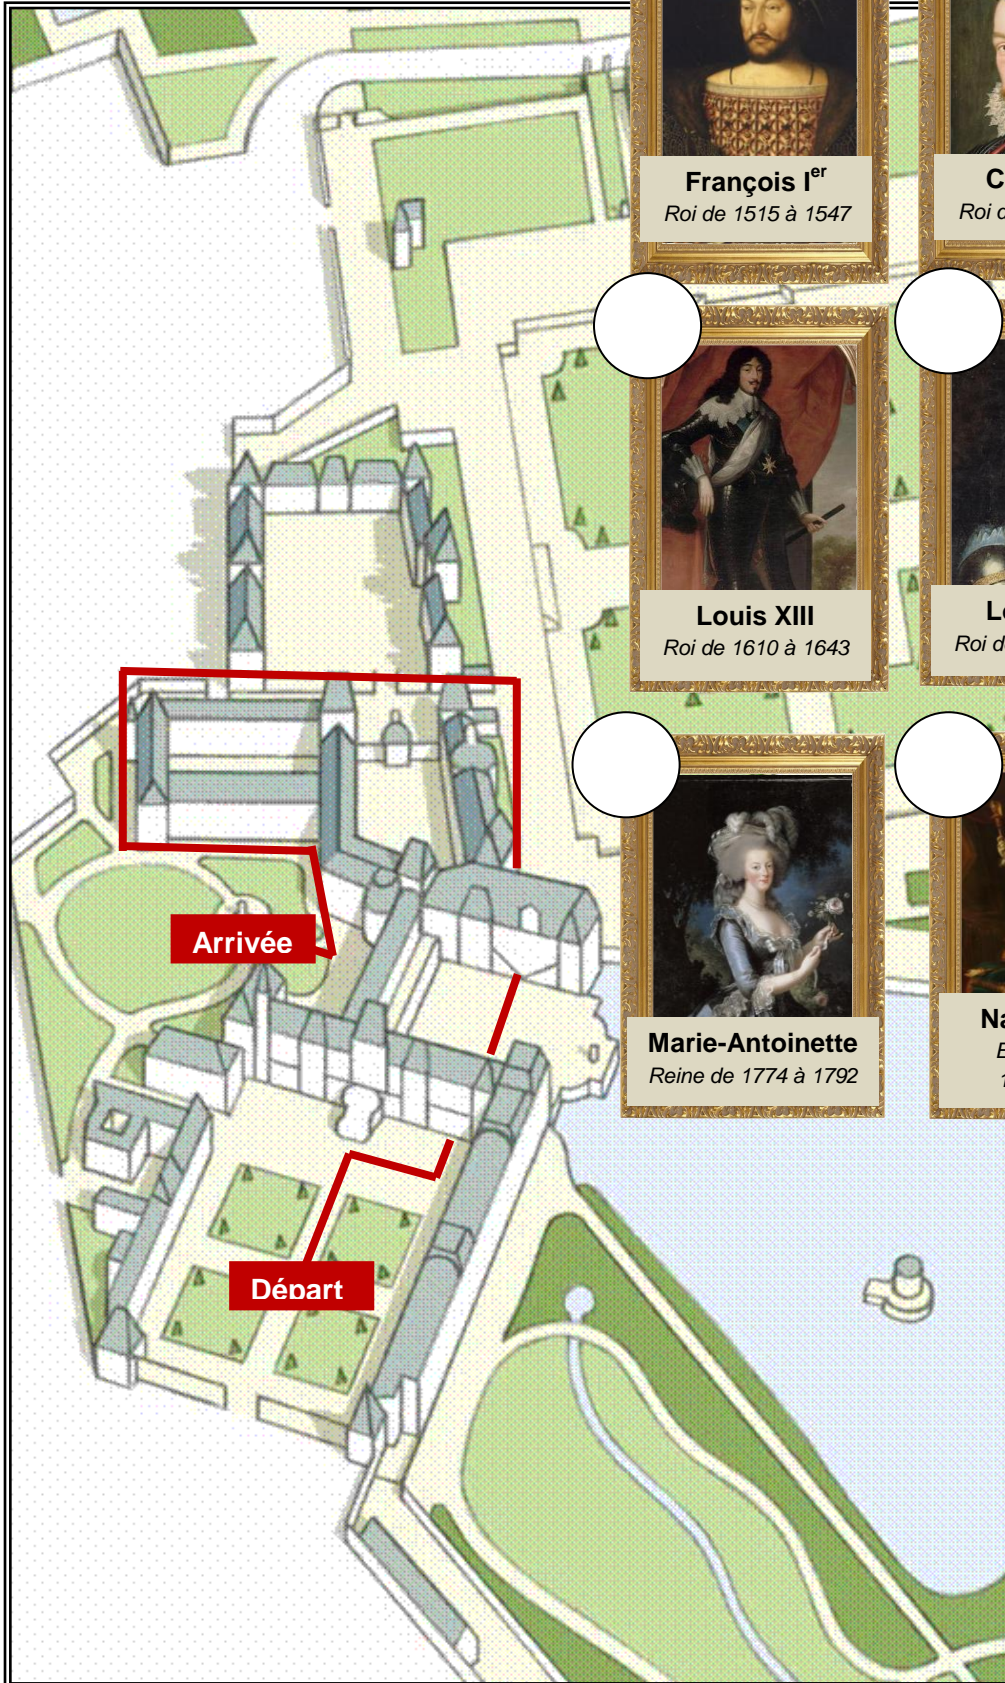 François Iᵉʳ
Roi de 1515 à 1547
Louis XIII
Roi de 1610 à 1643
Arrivée
Marie-Antoinette
Reine de 1774 à 1792
Départ